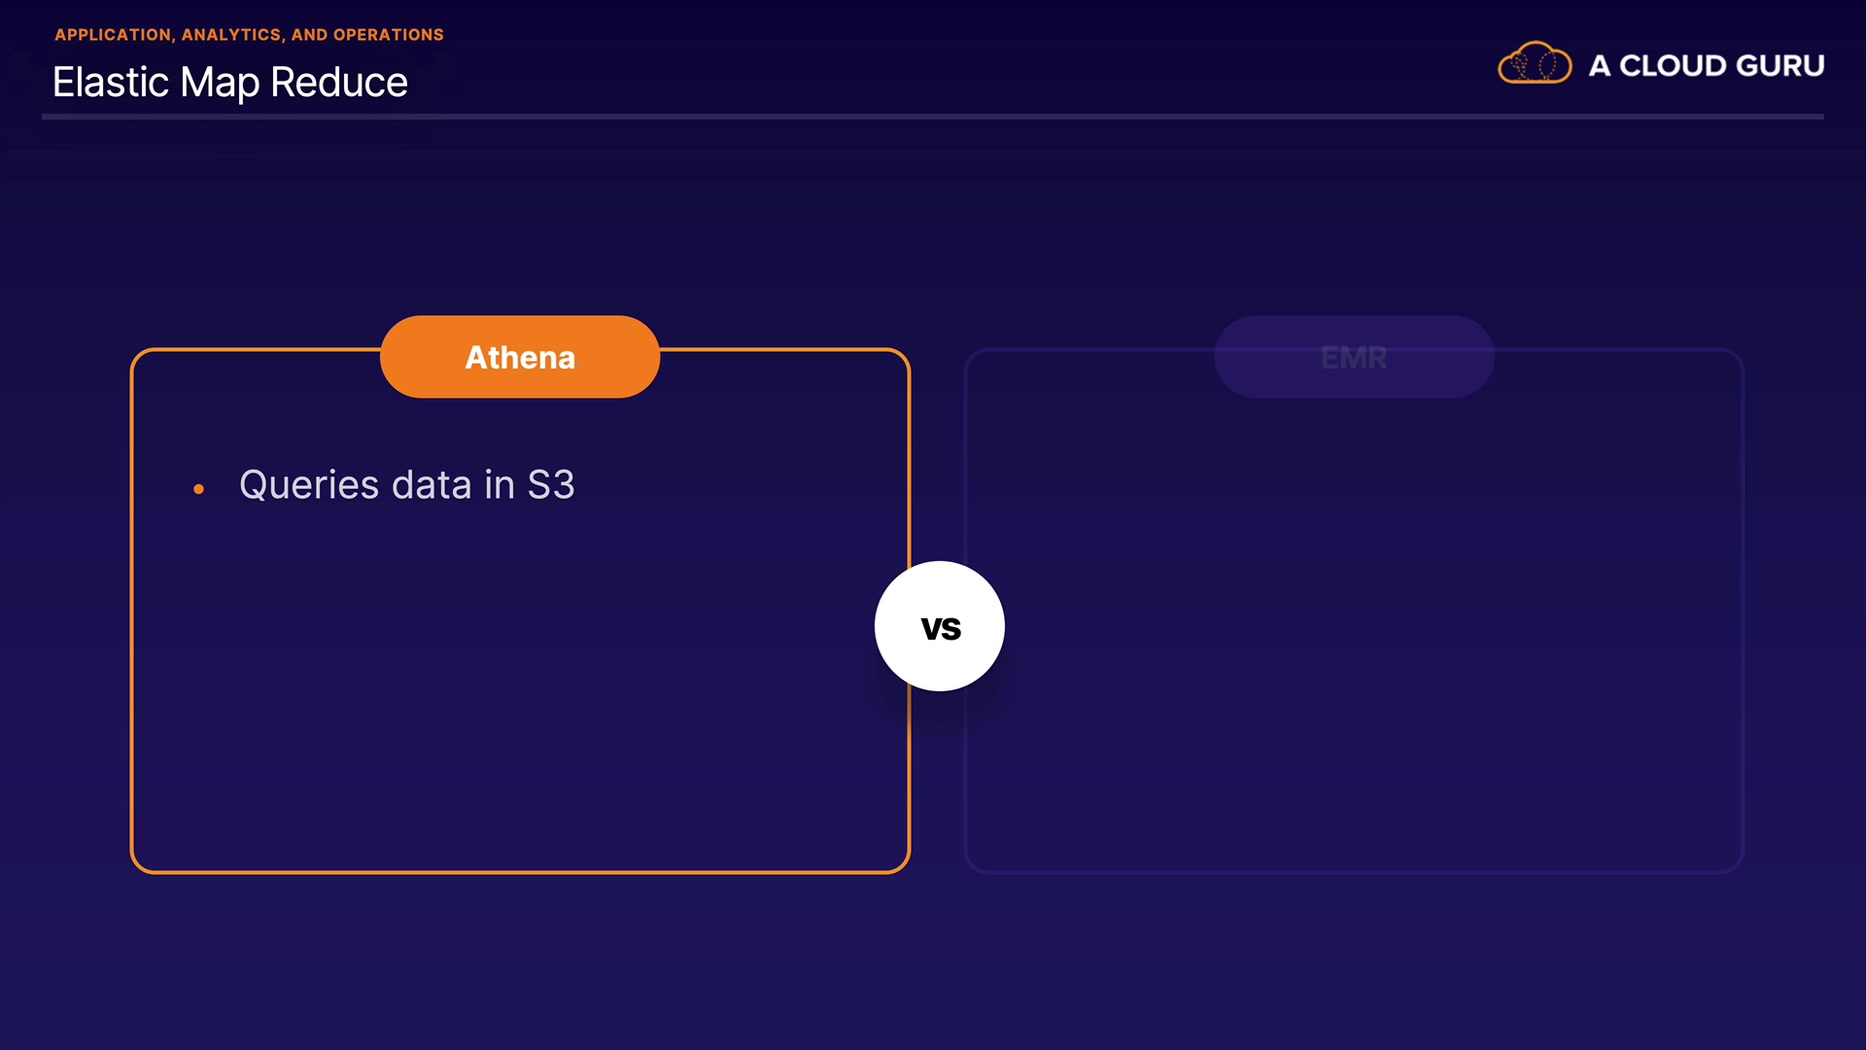 APPLICATION, ANALYTICS, AND OPERATIONS
Elastic Map Reduce
A CLOUD GURU
Athena
EMR
• Queries data in S3
VS